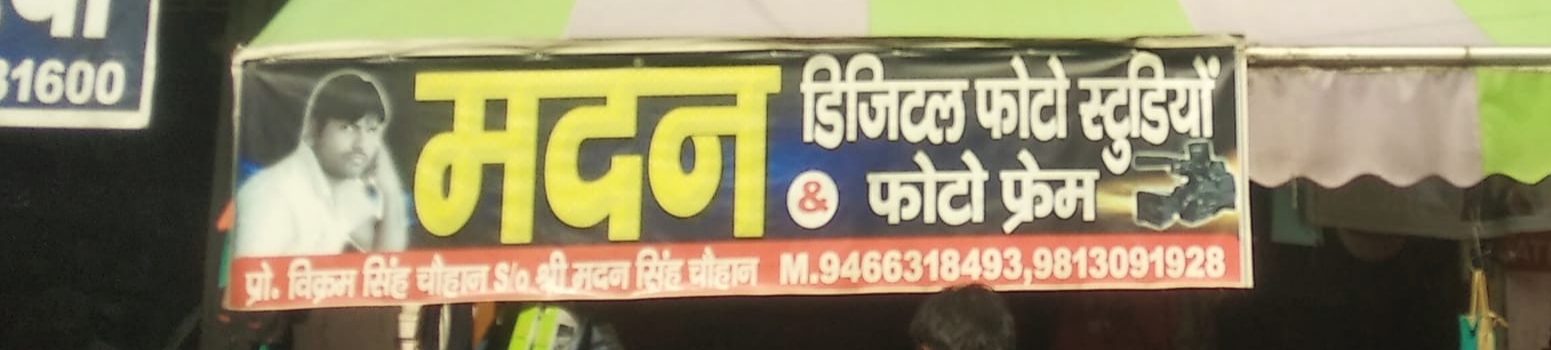 31600
मदन
डिजिटल फोटो स्टुडियों
& फोटो फ्रेम
प्रो. विक्रम सिंह चौहान S/o श्री मदन सिंह चौहान M.9466318493,9813091928